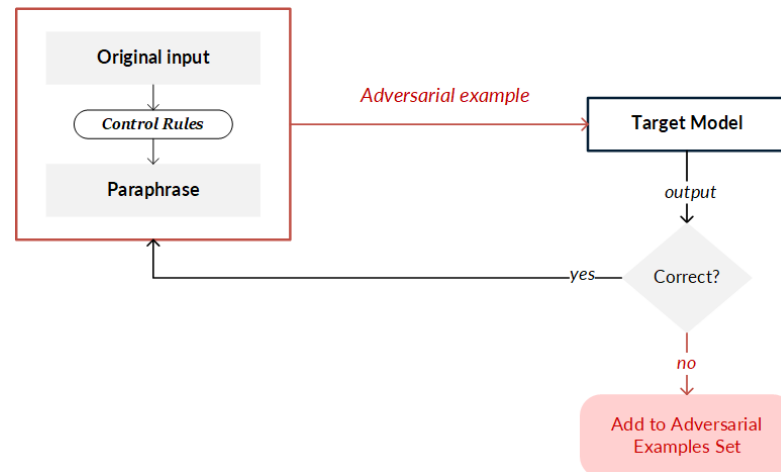 Original input
Control Rules
Paraphrase
Adversarial example
Target Model
output
Correct?
yes
no
Add to Adversarial
Examples Set